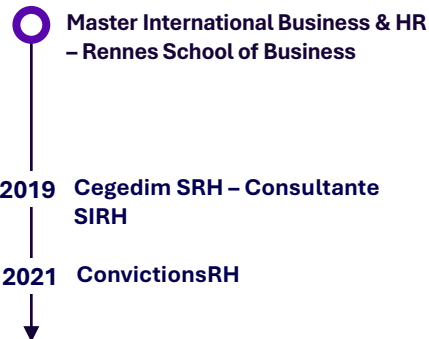 Master International Business & HR
– Rennes School of Business
2019 Cegedim SRH – Consultante
SIRH
2021 ConvictionsRH